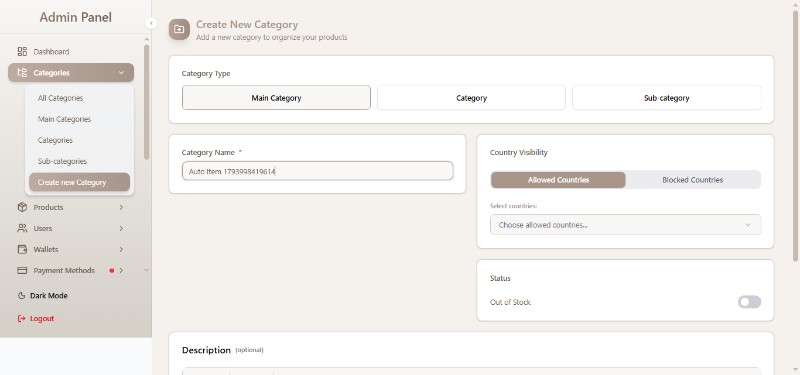 Admin Panel
Dashboard
Categories
All Categories
Main Categories
Categories
Sub-categories
Create new Category
Products
Users
Wallets
Payment Methods
Dark Mode
Logout
Create New Category
Add a new category to organize your products
Category Type
Main Category
Category
Sub-category
Category Name *
Auto Item 1793998419614
Country Visibility
Allowed Countries
Blocked Countries
Select countries:
Choose allowed countries...
Status
Out of Stock
Description (optional)